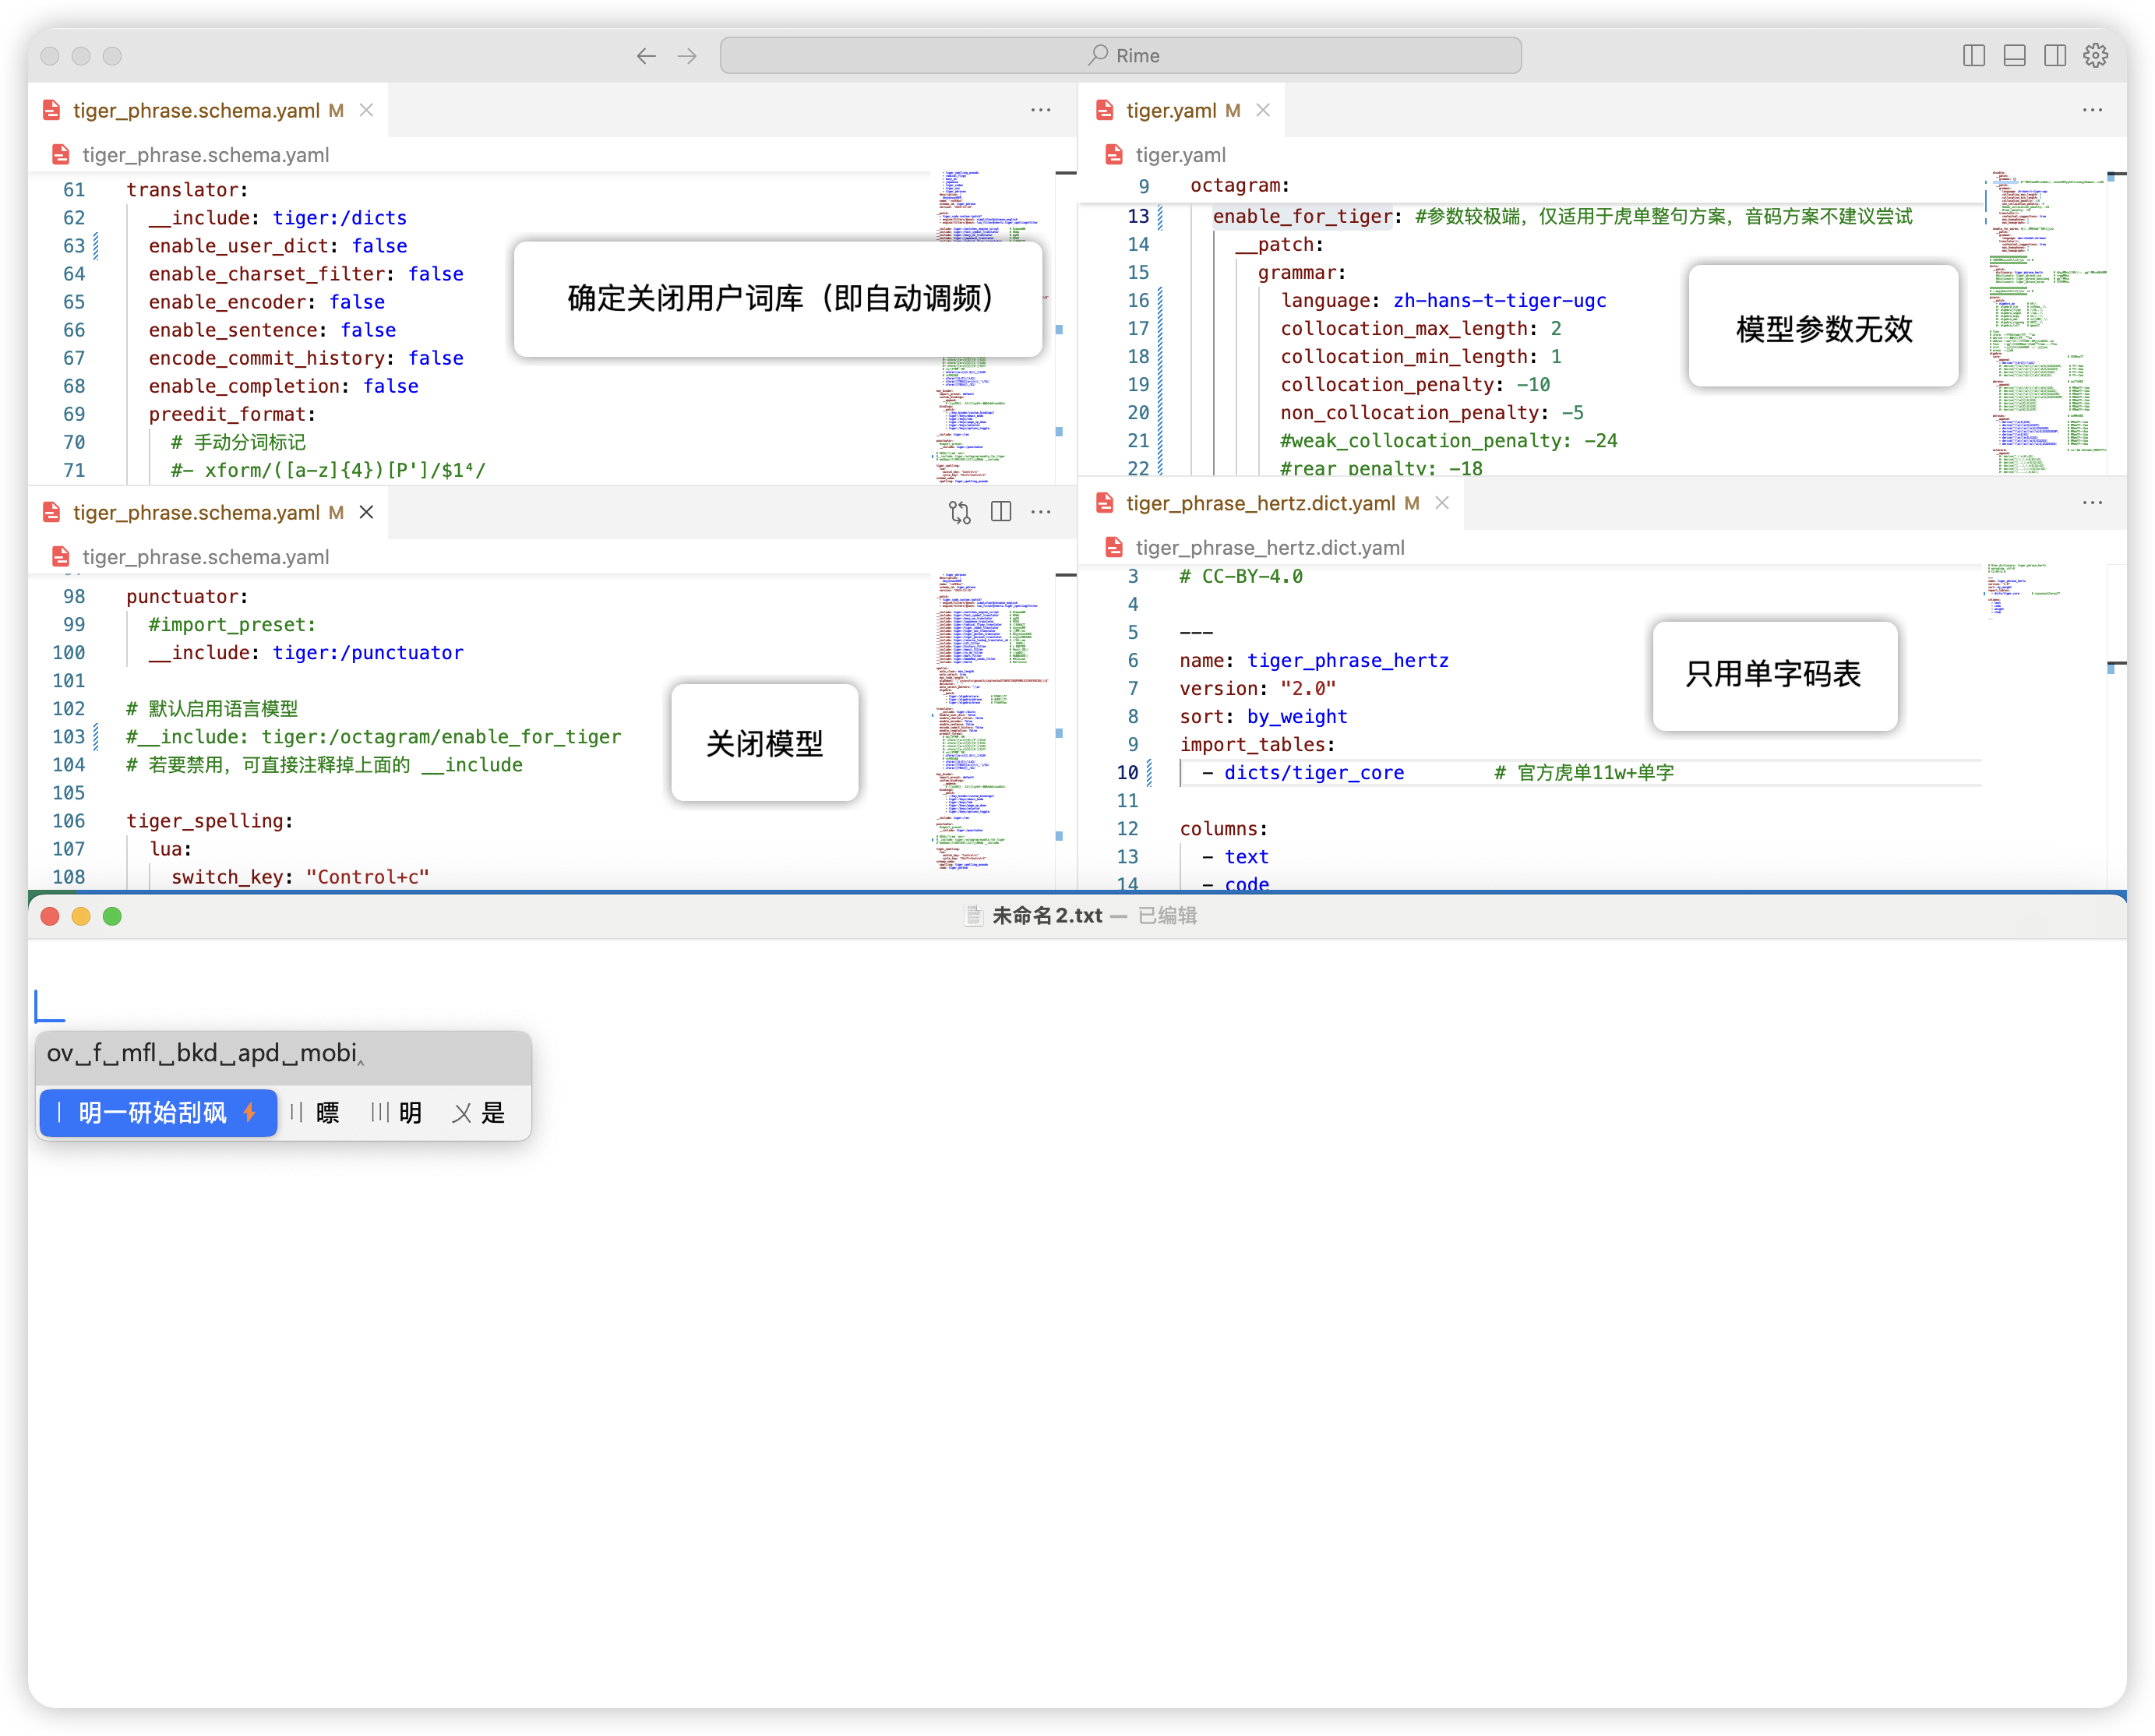 Rime
tiger_phrase.schema.yaml M
tiger_phrase.schema.yaml
61 translator:
62 __include: tiger:/dicts
63 enable_user_dict: false
64 enable_charset_filter: false
65 enable_encoder: false
66 enable_sentence: false
67 encode_commit_history: false
68 enable_completion: false
69 preedit_format:
70 # 手动分词标记
71 #- xform/([a-z]{4})[P']/$1⁴/
确定关闭用户词库（即自动调频）
tiger.yaml M
tiger.yaml
9 octagram:
13 enable_for_tiger: #参数较极端，仅适用于虎单整句方案，音码方案不建议尝试
14 __patch:
15 grammar:
16 language: zh-hans-t-tiger-ugc
17 collocation_max_length: 2
18 collocation_min_length: 1
19 collocation_penalty: -10
20 non_collocation_penalty: -5
21 #weak_collocation_penalty: -24
22 #rear_penalty: -18
模型参数无效
tiger_phrase.schema.yaml M
tiger_phrase.schema.yaml
98 punctuator:
99 #import_preset:
100 __include: tiger:/punctuator
101
102 # 默认启用语言模型
103 #__include: tiger:/octagram/enable_for_tiger
104 # 若要禁用，可直接注释掉上面的 __include
105
106 tiger_spelling:
107 lua:
108 switch_key: "Control+c"
关闭模型
tiger_phrase_hertz.dict.yaml M
tiger_phrase_hertz.dict.yaml
3 # CC-BY-4.0
4
5 ---
6 name: tiger_phrase_hertz
7 version: "2.0"
8 sort: by_weight
9 import_tables:
10 - dicts/tiger_core # 官方虎单11w+单字
11
12 columns:
13 - text
14 - code
只用单字码表
未命名2.txt — 已编辑
ov␣f␣mfl␣bkd␣apd␣mobi‸
〡 明一研始刮砜 〢 暻 〣 明 〤 是